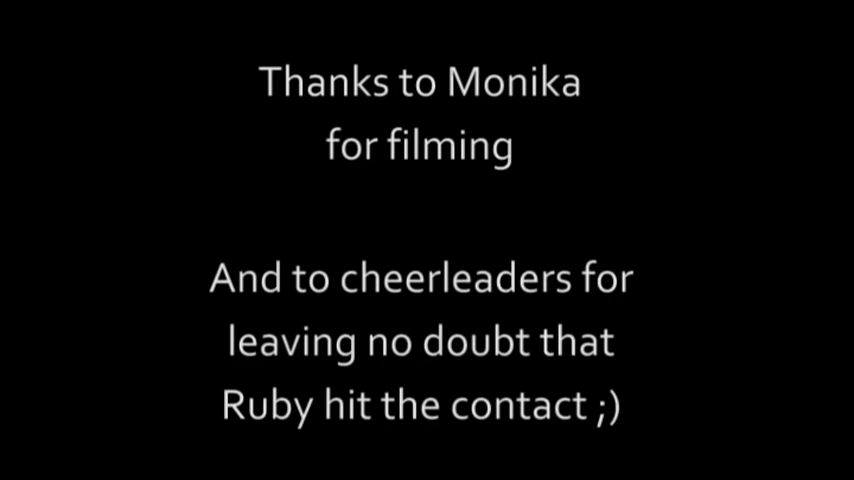 Thanks to Monika
for filming
And to cheerleaders for
leaving no doubt that
Ruby hit the contact ;)